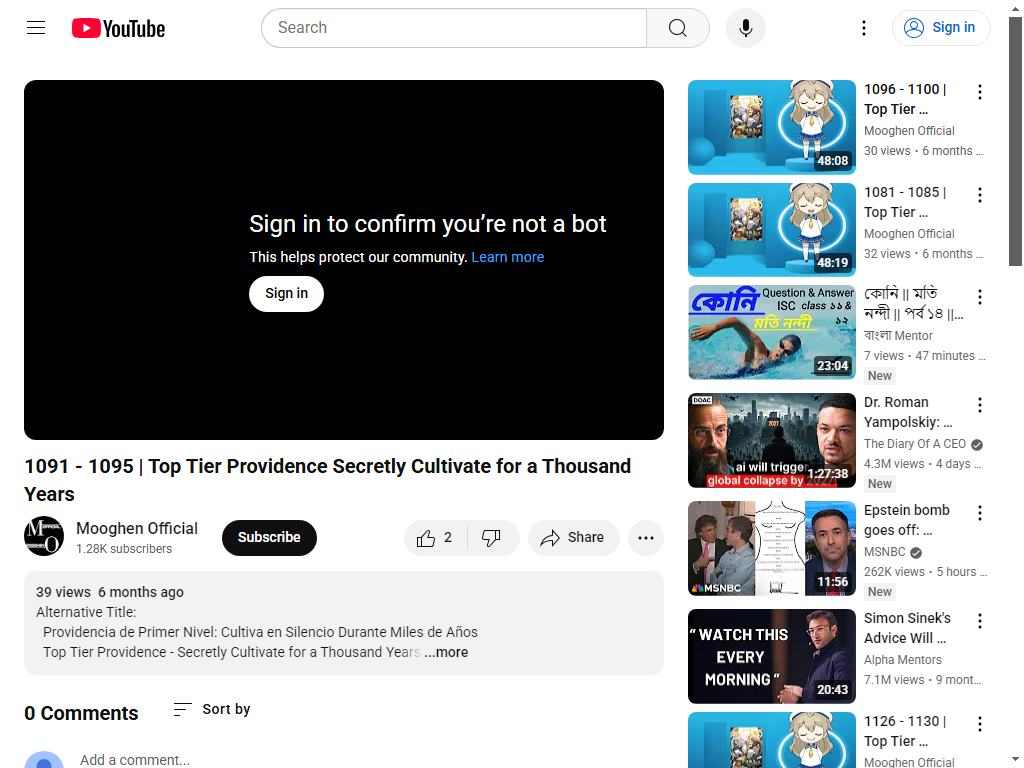 YouTube
Search
Sign in
Sign in to confirm you’re not a bot
This helps protect our community. Learn more
Sign in
1091 - 1095 | Top Tier Providence Secretly Cultivate for a Thousand
Years
Mooghen Official
1.28K subscribers
Subscribe
2
Share
39 views 6 months ago
Alternative Title:
Providencia de Primer Nivel: Cultiva en Silencio Durante Miles de Años
Top Tier Providence - Secretly Cultivate for a Thousand Years ...more
0 Comments
Sort by
Add a comment...
48:08
1096 - 1100 |
Top Tier ...
Mooghen Official
30 views • 6 months ...
48:19
1081 - 1085 |
Top Tier ...
Mooghen Official
32 views • 6 months ...
কোনি
Question & Answer
ISC class ১১ &
১২
মতি নন্দী
23:04
কোনি || মতি
নন্দী || পর্ব ১৪ ||...
বাংলা Mentor
7 views • 47 minutes ...
New
DOAC
2027
ai will trigger
global collapse by 2027!
1:27:38
Dr. Roman
Yampolskiy: ...
The Diary Of A CEO
4.3M views • 4 days ...
New
MSNBC
11:56
Epstein bomb
goes off: ...
MSNBC
262K views • 5 hours ...
New
“ WATCH THIS
EVERY
MORNING ”
20:43
Simon Sinek's
Advice Will ...
Alpha Mentors
7.1M views • 9 mont...
1126 - 1130 |
Top Tier ...
Mooghen Official